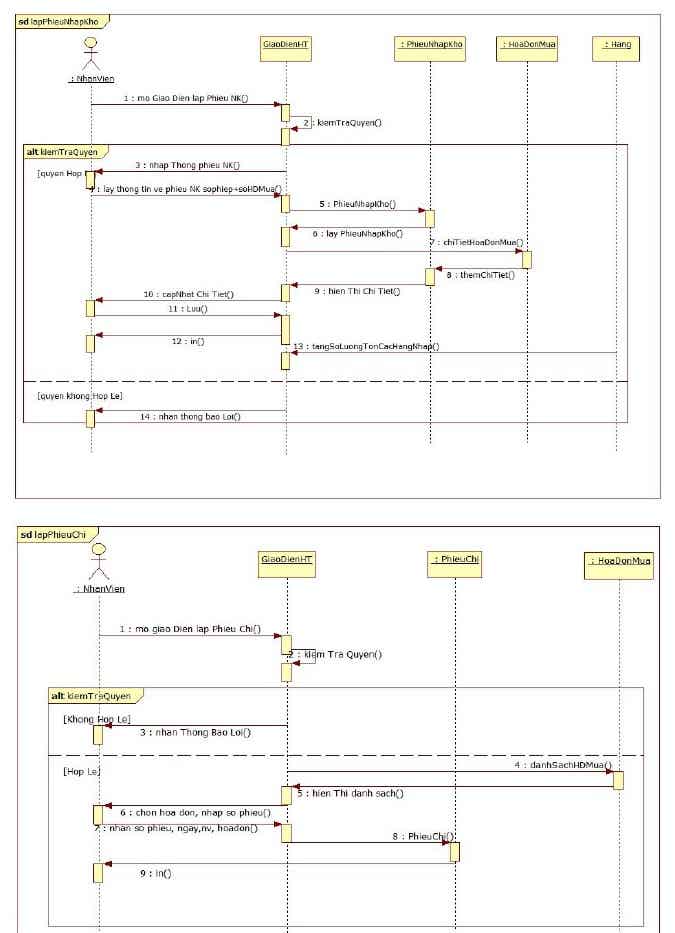 sd lapPhieuNhapKho
: NhanVien
GiaoDienHT
: PhieuNhapKho
: HoaDonMua
: Hang
1 : mo Giao Dien lap Phieu NK()
2 : kiemTraQuyen()
alt kiemTraQuyen
[quyen Hop
3 : nhap Thong phieu NK()
4 : lay thong tin ve phieu NK sophiep+soHDMua()
5 : PhieuNhapKho()
6 : lay PhieuNhapKho()
7 : chiTietHoaDonMua()
8 : themChiTiet()
9 : hien Thi Chi Tiet()
10 : capNhat Chi Tiet()
11 : Luu()
12 : in()
13 : tangSoLuongTonCacHangNhap()
[quyen khong Hop Le]
14 : nhan thong bao Loi()
sd lapPhieuChi
: NhanVien
GiaoDienHT
: PhieuChi
: HoaDonMua
1 : mo giao Dien lap Phieu Chi()
2 : kiem Tra Quyen()
alt kiemTraQuyen
[Khong Hop Le]
3 : nhan Thong Bao Loi()
[Hop Le]
4 : danhSachHDMua()
5 : hien Thi danh sach()
6 : chon hoa don, nhap so phieu()
7 : nhan so phieu, ngay,nv, hoadon()
8 : PhieuChi()
9 : in()